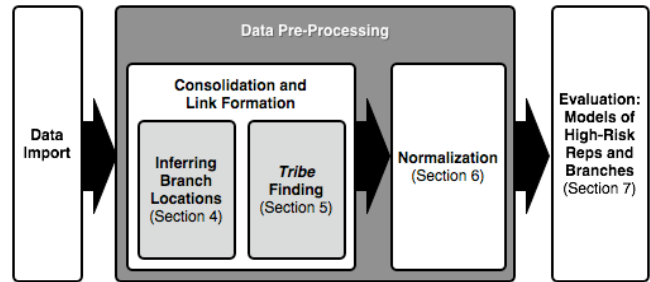 Data Pre-Processing
Data
Import
Consolidation and
Link Formation
Inferring
Branch
Locations
(Section 4)
Tribe
Finding
(Section 5)
Normalization
(Section 6)
Evaluation:
Models of
High-Risk
Reps and
Branches
(Section 7)